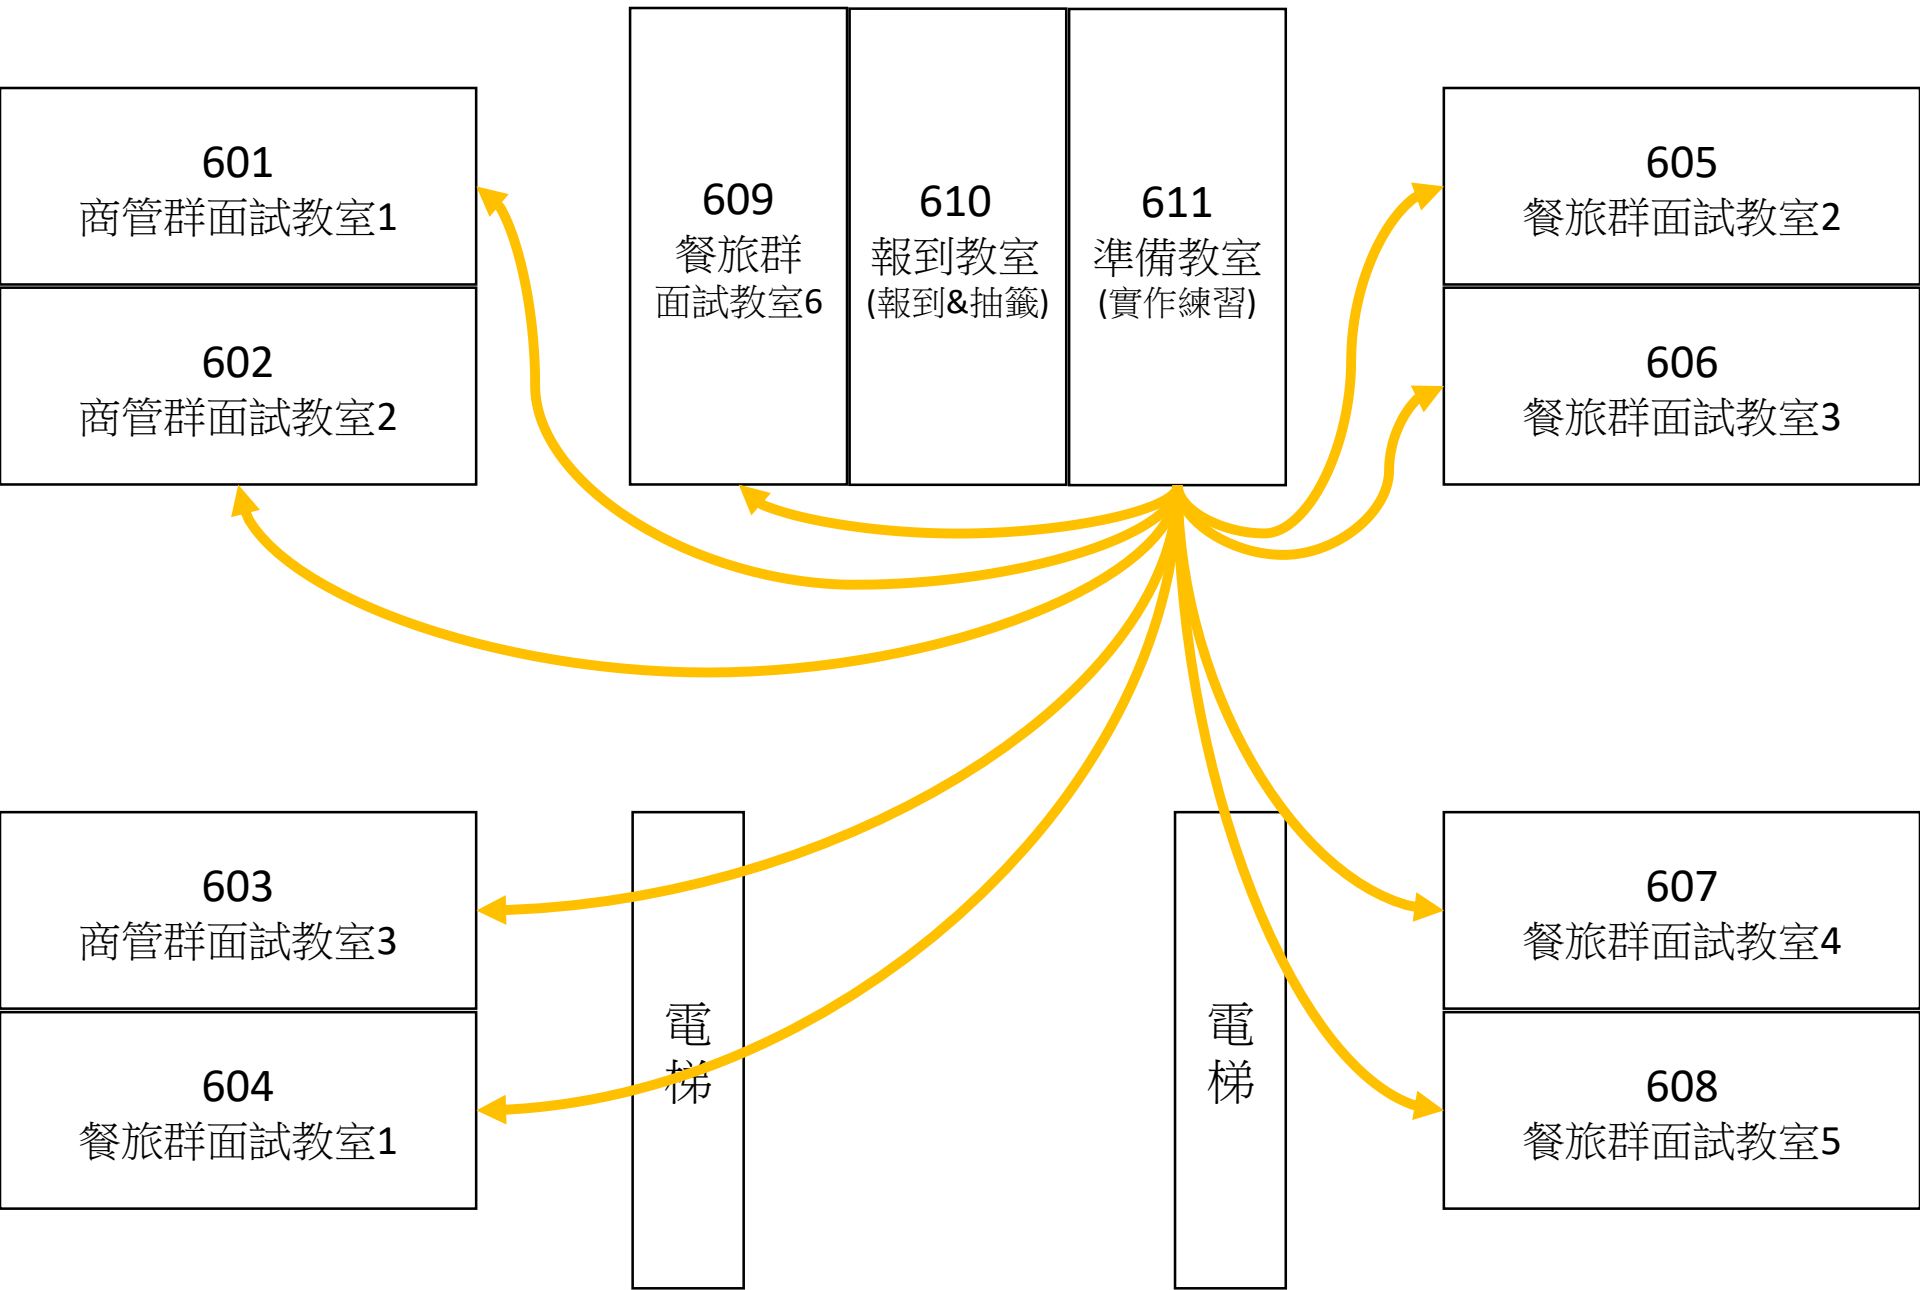 601
商管群面試教室1
602
商管群面試教室2
609
餐旅群
面試教室6
610
報到教室
(報到&抽籤)
611
準備教室
(實作練習)
605
餐旅群面試教室2
606
餐旅群面試教室3
603
商管群面試教室3
604
餐旅群面試教室1
電
梯
電
梯
607
餐旅群面試教室4
608
餐旅群面試教室5